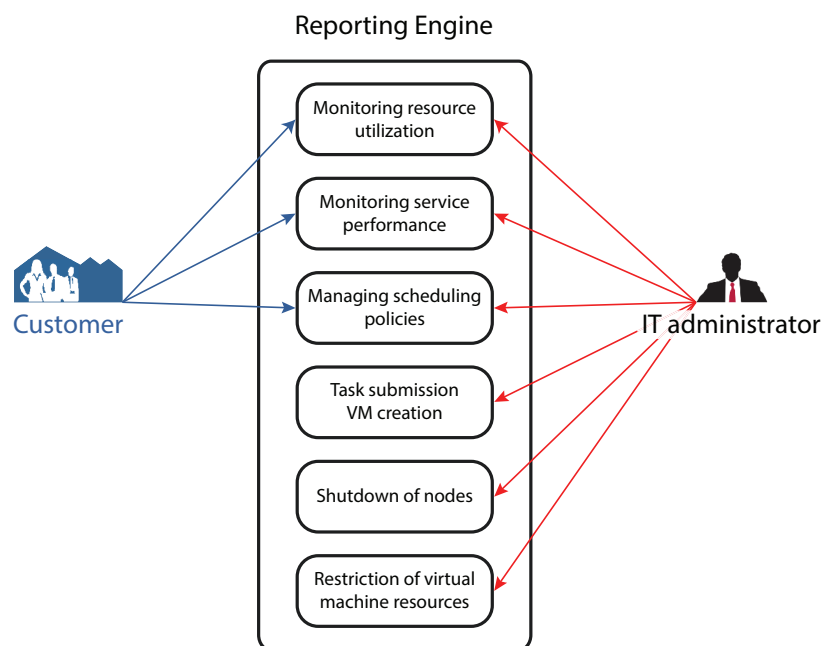 Reporting Engine
Monitoring resource
utilization
Monitoring service
performance
Managing scheduling
policies
Customer
IT administrator
Task submission
VM creation
Shutdown of nodes
Restriction of virtual
machine resources